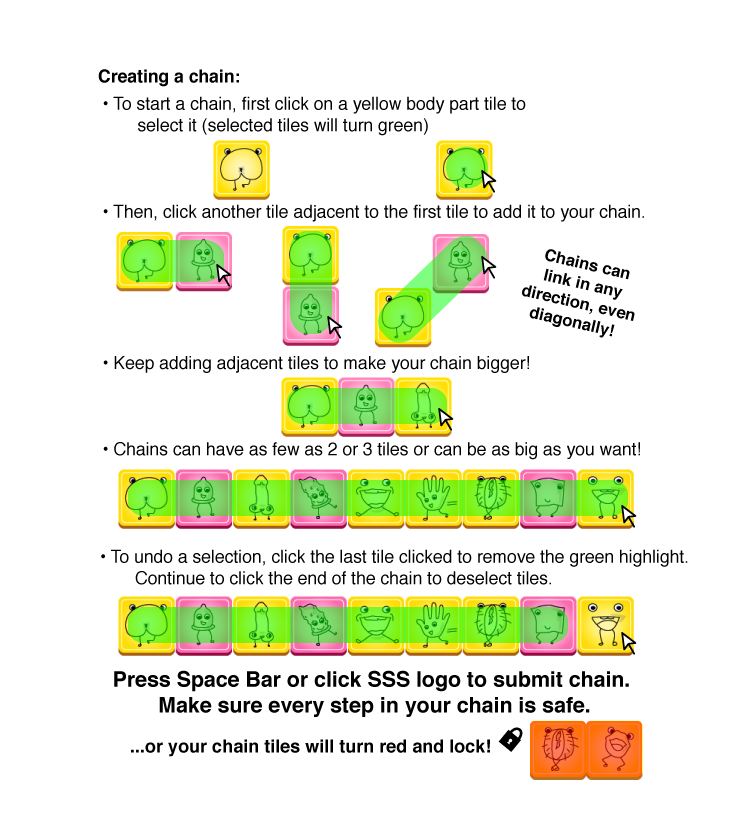 Creating a chain:
• To start a chain, first click on a yellow body part tile to
select it (selected tiles will turn green)
• Then, click another tile adjacent to the first tile to add it to your chain.
Chains can
link in any
direction, even
diagonally!
• Keep adding adjacent tiles to make your chain bigger!
• Chains can have as few as 2 or 3 tiles or can be as big as you want!
• To undo a selection, click the last tile clicked to remove the green highlight.
Continue to click the end of the chain to deselect tiles.
Press Space Bar or click SSS logo to submit chain.
Make sure every step in your chain is safe.
...or your chain tiles will turn red and lock!